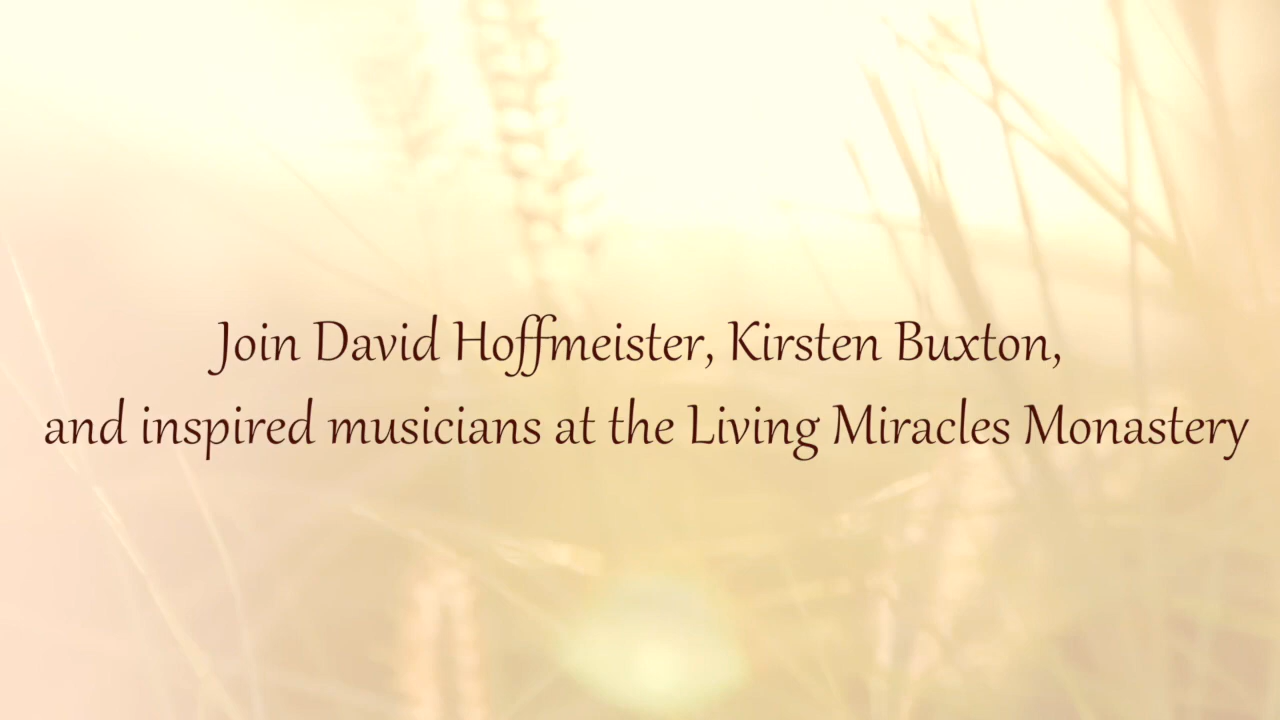 Join David Hoffmeister, Kirsten Buxton,
and inspired musicians at the Living Miracles Monastery